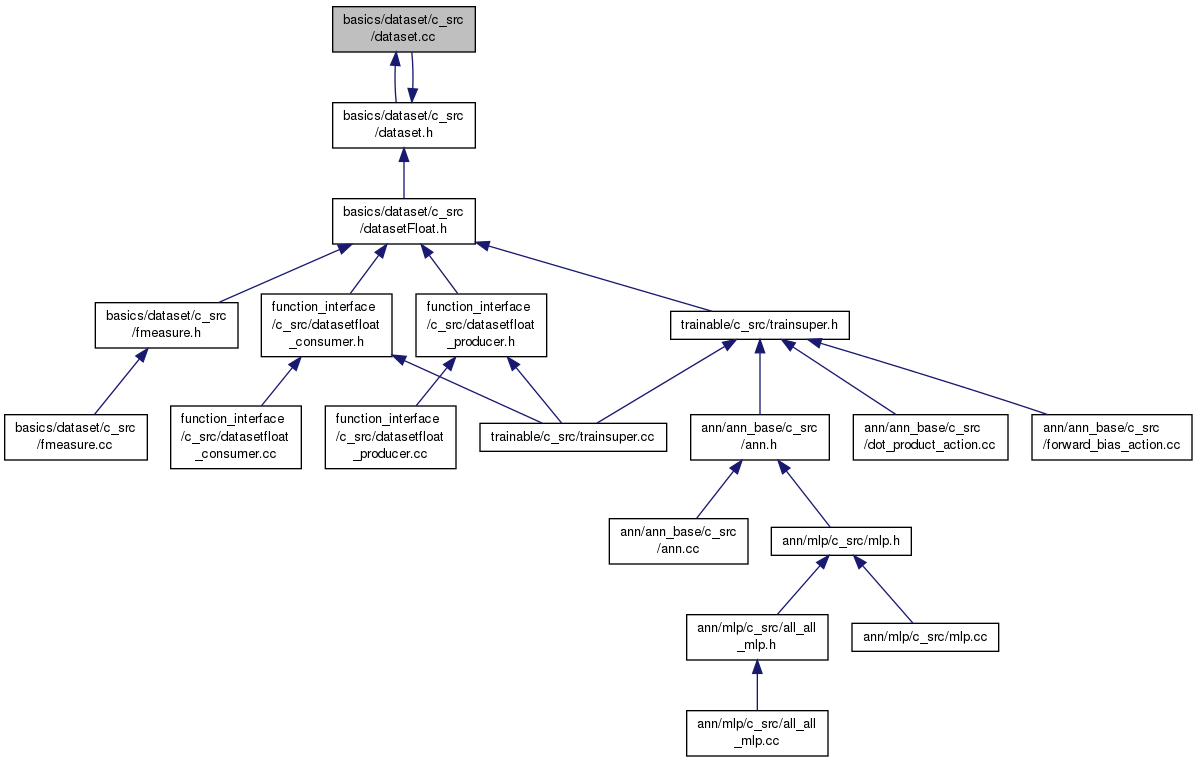 basics/dataset/c_src
/dataset.cc
basics/dataset/c_src
/dataset.h
basics/dataset/c_src
/datasetFloat.h
basics/dataset/c_src
/fmeasure.h
function_interface
/c_src/datasetfloat
_consumer.h
function_interface
/c_src/datasetfloat
_producer.h
trainable/c_src/trainsuper.h
basics/dataset/c_src
/fmeasure.cc
function_interface
/c_src/datasetfloat
_consumer.cc
function_interface
/c_src/datasetfloat
_producer.cc
trainable/c_src/trainsuper.cc
ann/ann_base/c_src
/ann.h
ann/ann_base/c_src
/dot_product_action.cc
ann/ann_base/c_src
/forward_bias_action.cc
ann/ann_base/c_src
/ann.cc
ann/mlp/c_src/mlp.h
ann/mlp/c_src/all_all
_mlp.h
ann/mlp/c_src/mlp.cc
ann/mlp/c_src/all_all
_mlp.cc